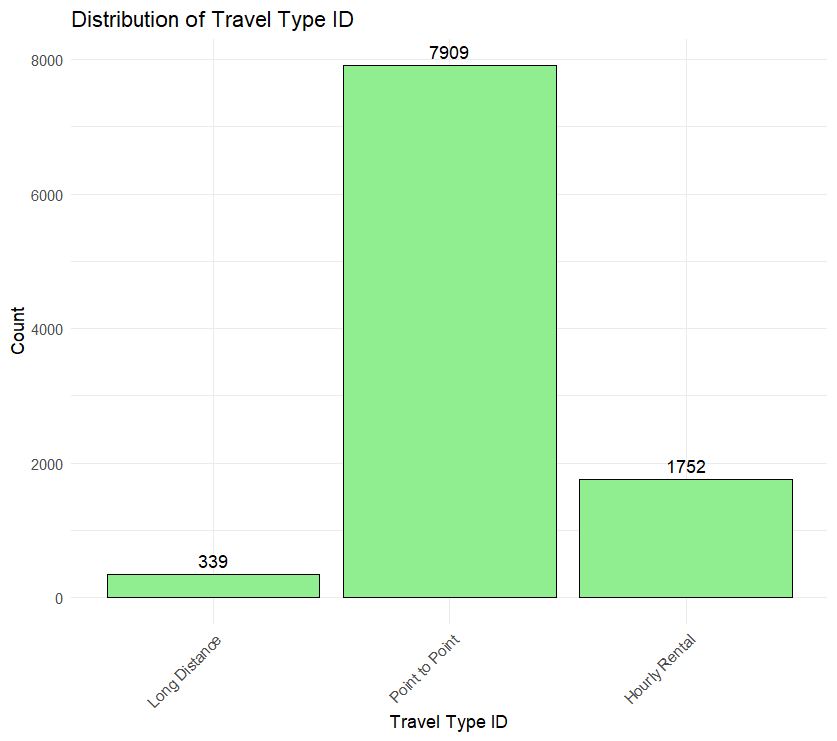 Distribution of Travel Type ID
Count
8000
6000
4000
2000
0
339
7909
1752
Long Distance
Point to Point
Hourly Rental
Travel Type ID